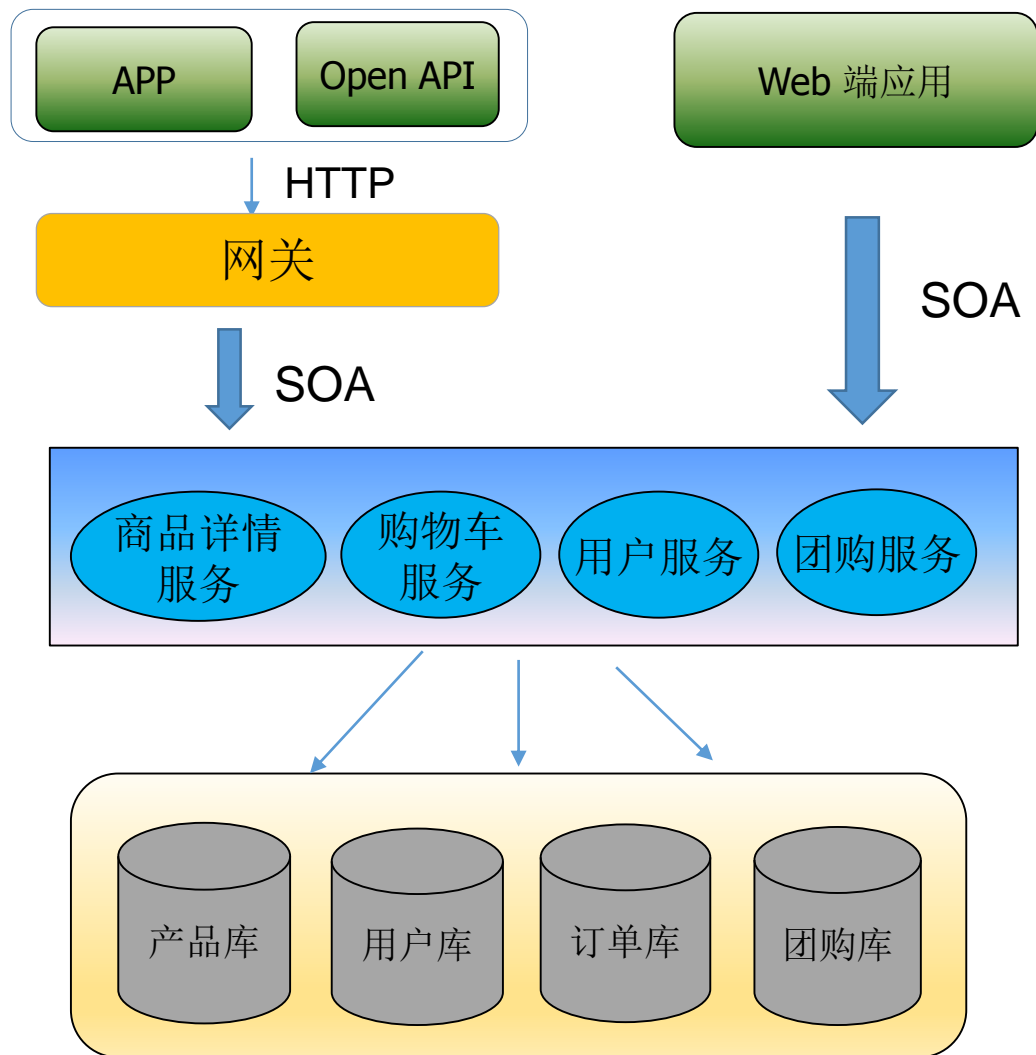 APP
Open API
Web 端应用
HTTP
网关
SOA
SOA
商品详情
服务
购物车
服务
用户服务
团购服务
产品库
用户库
订单库
团购库